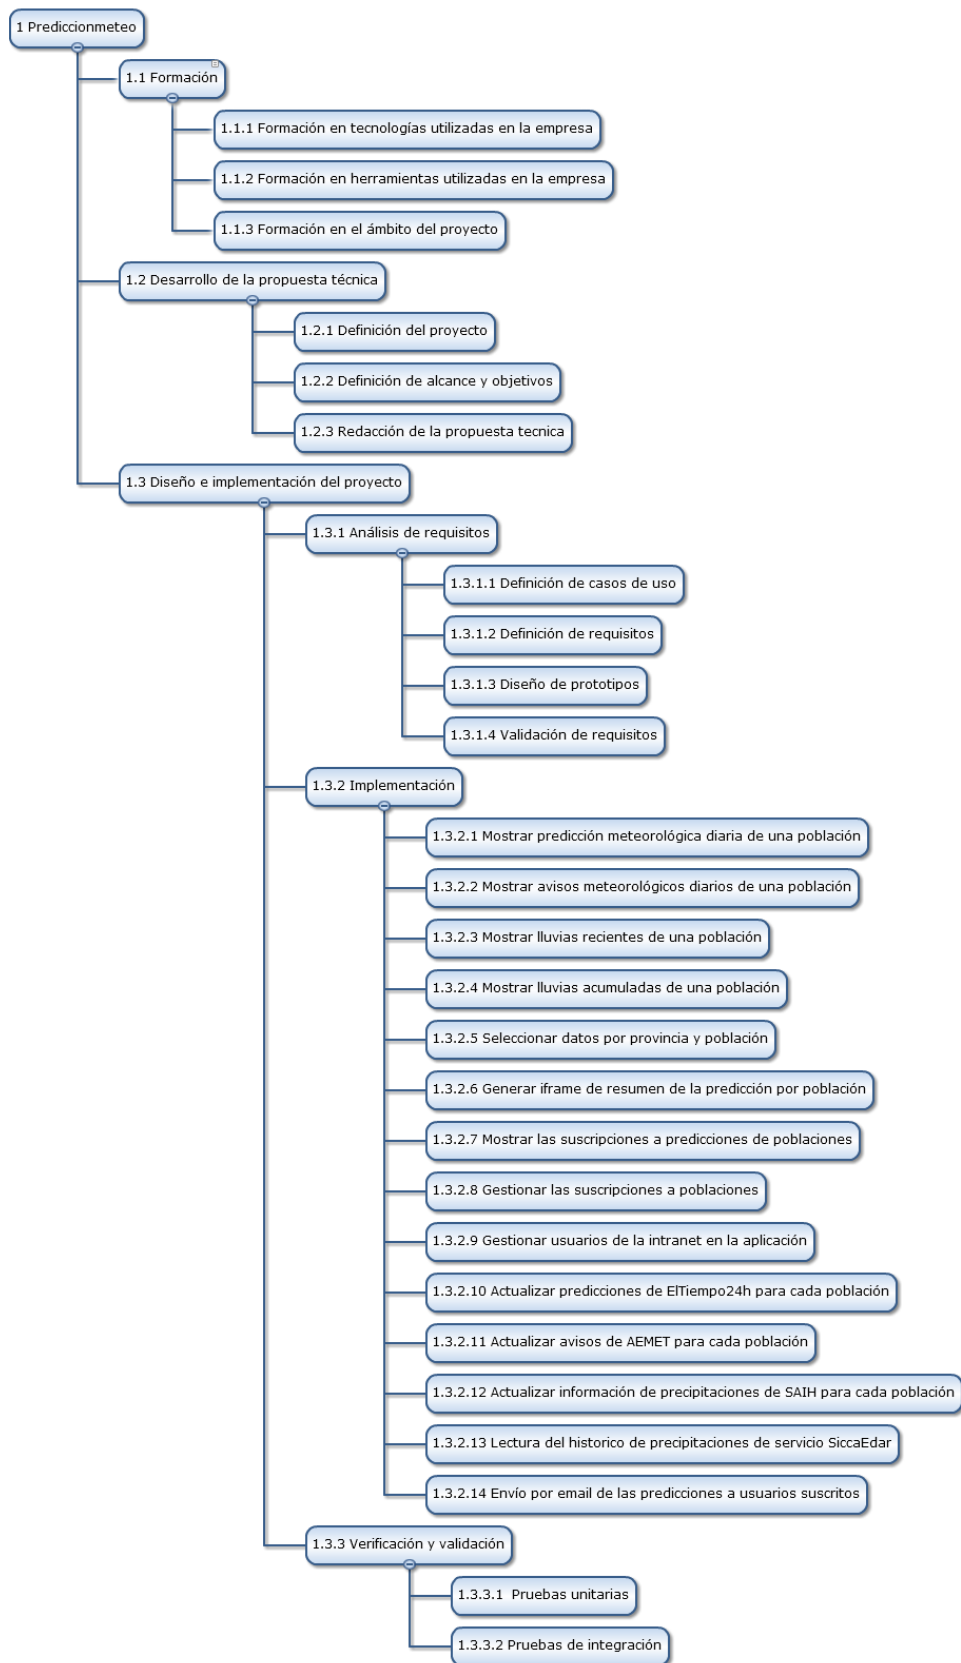 1 Prediccionmeteo
1.1 Formación
1.1.1 Formación en tecnologías utilizadas en la empresa
1.1.2 Formación en herramientas utilizadas en la empresa
1.1.3 Formación en el ámbito del proyecto
1.2 Desarrollo de la propuesta técnica
1.2.1 Definición del proyecto
1.2.2 Definición de alcance y objetivos
1.2.3 Redacción de la propuesta tecnica
1.3 Diseño e implementación del proyecto
1.3.1 Análisis de requisitos
1.3.1.1 Definición de casos de uso
1.3.1.2 Definición de requisitos
1.3.1.3 Diseño de prototipos
1.3.1.4 Validación de requisitos
1.3.2 Implementación
1.3.2.1 Mostrar predicción meteorológica diaria de una población
1.3.2.2 Mostrar avisos meteorológicos diarios de una población
1.3.2.3 Mostrar lluvias recientes de una población
1.3.2.4 Mostrar lluvias acumuladas de una población
1.3.2.5 Seleccionar datos por provincia y población
1.3.2.6 Generar iframe de resumen de la predicción por población
1.3.2.7 Mostrar las suscripciones a predicciones de poblaciones
1.3.2.8 Gestionar las suscripciones a poblaciones
1.3.2.9 Gestionar usuarios de la intranet en la aplicación
1.3.2.10 Actualizar predicciones de ElTiempo24h para cada población
1.3.2.11 Actualizar avisos de AEMET para cada población
1.3.2.12 Actualizar información de precipitaciones de SAIH para cada población
1.3.2.13 Lectura del historico de precipitaciones de servicio SiccaEdar
1.3.2.14 Envío por email de las predicciones a usuarios suscritos
1.3.3 Verificación y validación
1.3.3.1 Pruebas unitarias
1.3.3.2 Pruebas de integración